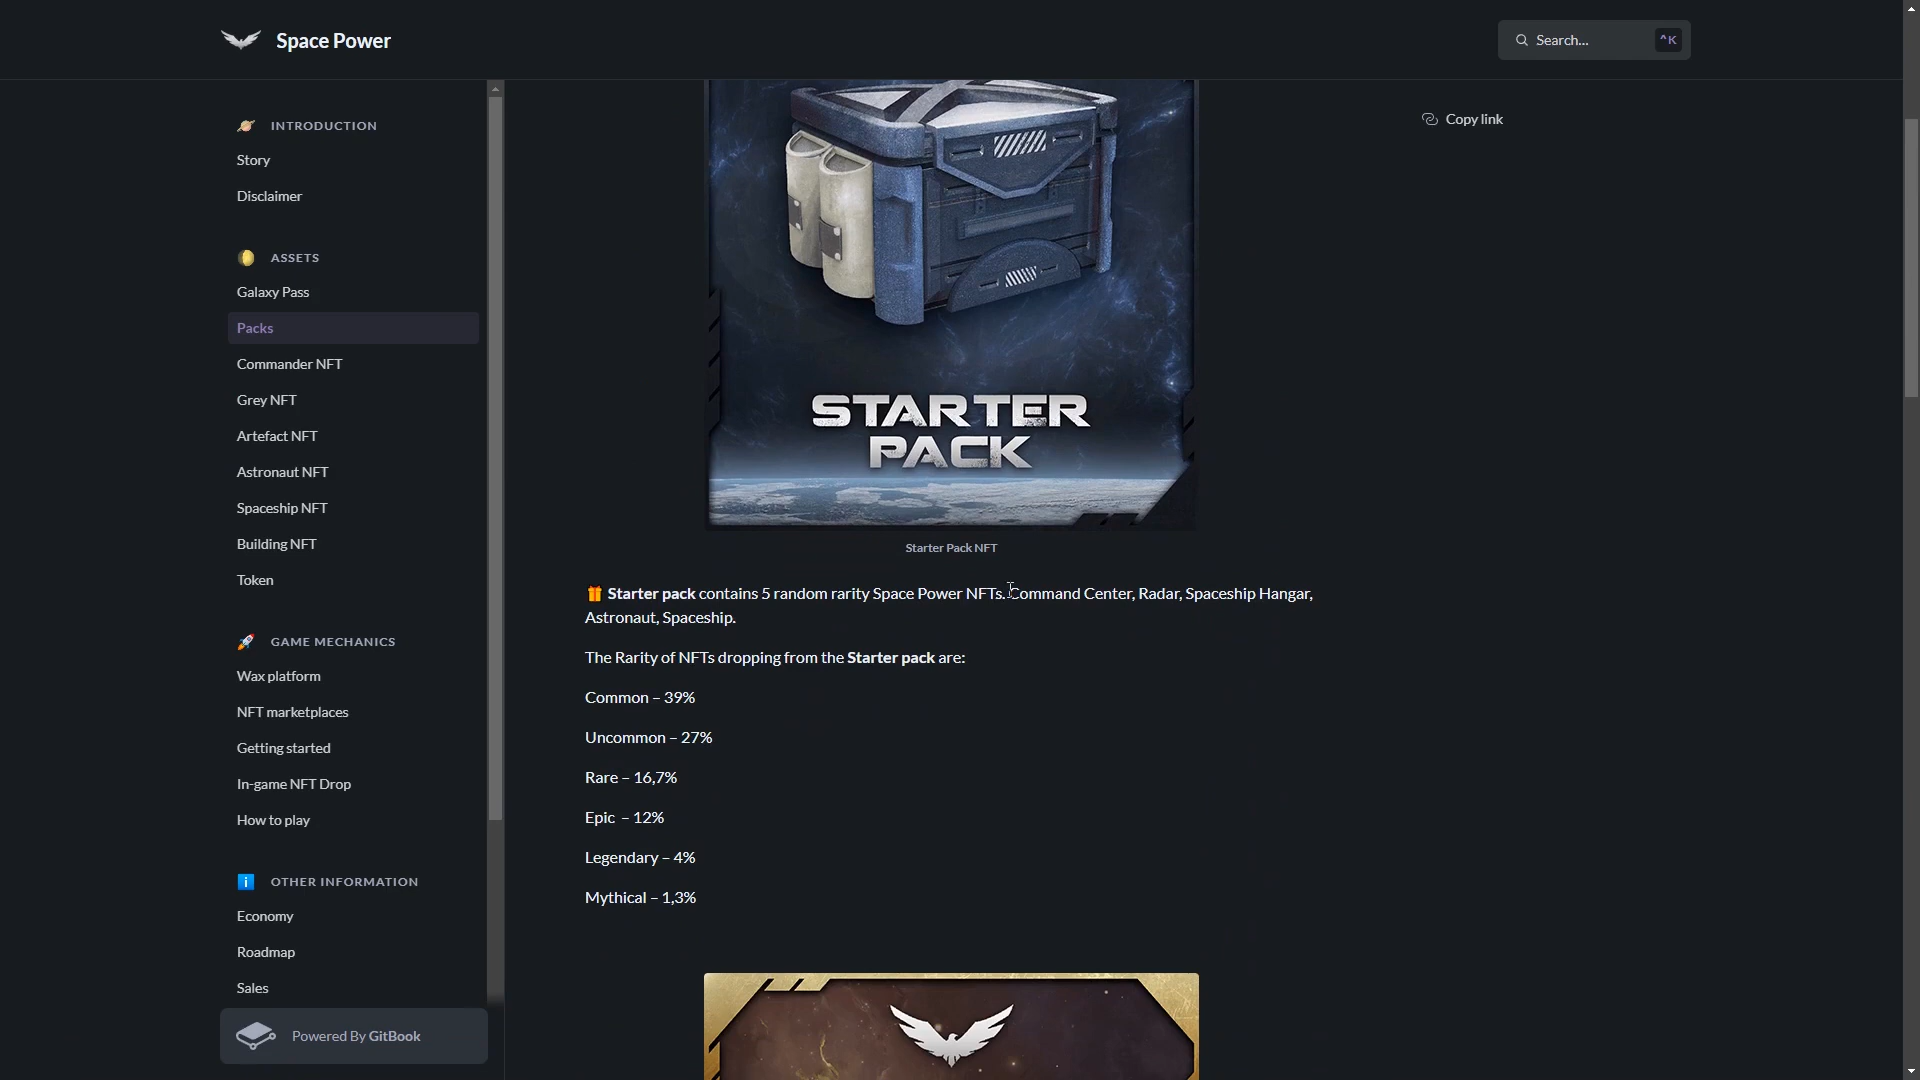 Space Power
Search...
^K
INTRODUCTION
Story
Disclaimer
ASSETS
Galaxy Pass
Packs
Commander NFT
Grey NFT
Artefact NFT
Astronaut NFT
Spaceship NFT
Building NFT
Token
GAME MECHANICS
Wax platform
NFT marketplaces
Getting started
In-game NFT Drop
How to play
OTHER INFORMATION
Economy
Roadmap
Sales
Powered By GitBook
STARTER
PACK
Starter Pack NFT
Starter pack contains 5 random rarity Space Power NFTs. Command Center, Radar, Spaceship Hangar,
Astronaut, Spaceship.
The Rarity of NFTs dropping from the Starter pack are:
Common – 39%
Uncommon – 27%
Rare – 16,7%
Epic – 12%
Legendary – 4%
Mythical – 1,3%
Copy link